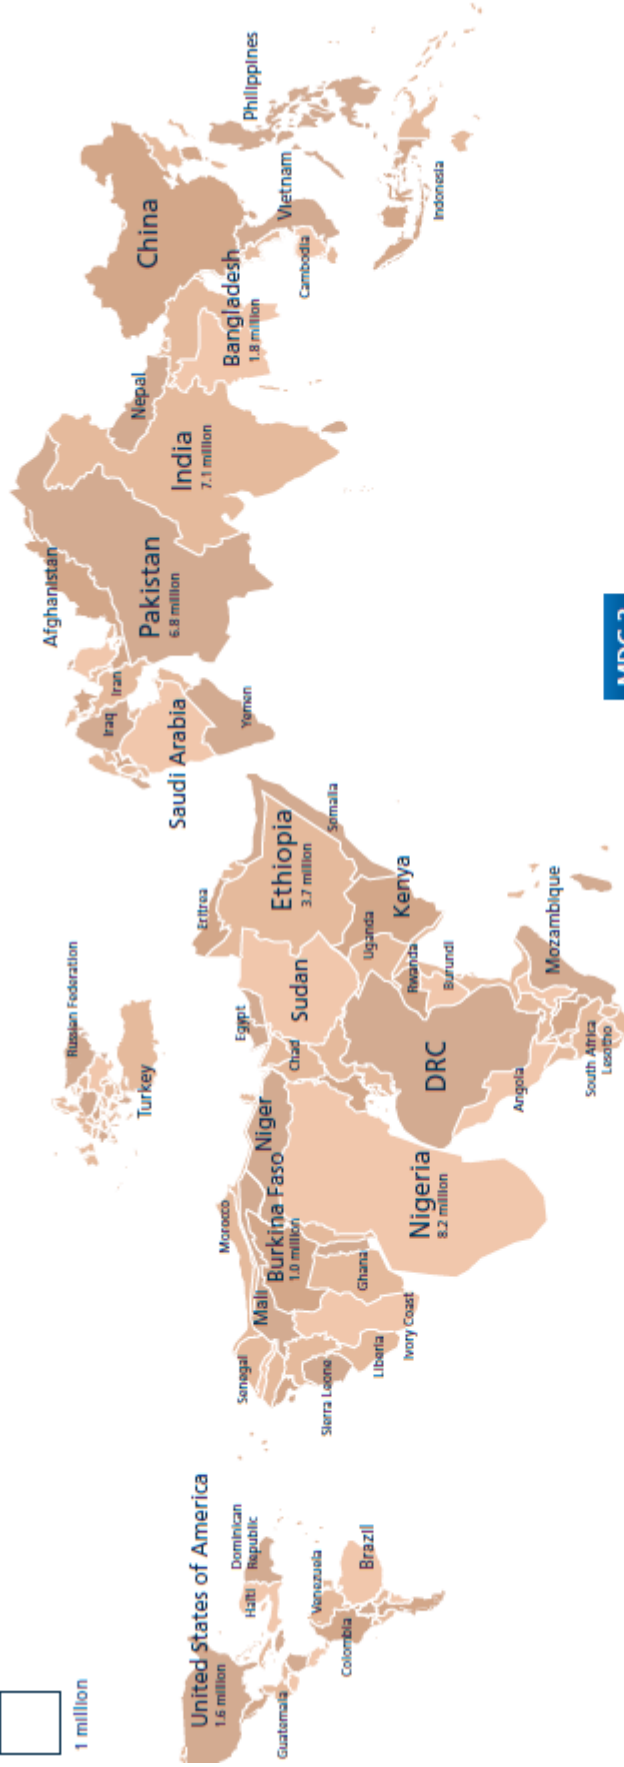 1 million
United States of America
1.6 million
Guatemala
Haiti
Dominican
Republic
Venezuela
Colombia
Brazil
Senegal
Sierra Leone
Liberia
Ivory Coast
Mali
Morocco
Burkina Faso
1.0 million
Ghana
Niger
Nigeria
8.2 million
Chad
Egypt
Sudan
Eritrea
Ethiopia
3.7 million
Somalia
Uganda
Kenya
Rwanda
Burundi
DRC
Angola
Mozambique
South Africa
Lesotho
Russian Federation
Turkey
Iraq
Iran
Saudi Arabia
Yemen
Afghanistan
Pakistan
6.8 million
India
7.1 million
Nepal
Bangladesh
1.8 million
China
Cambodia
Vietnam
Philippines
Indonesia